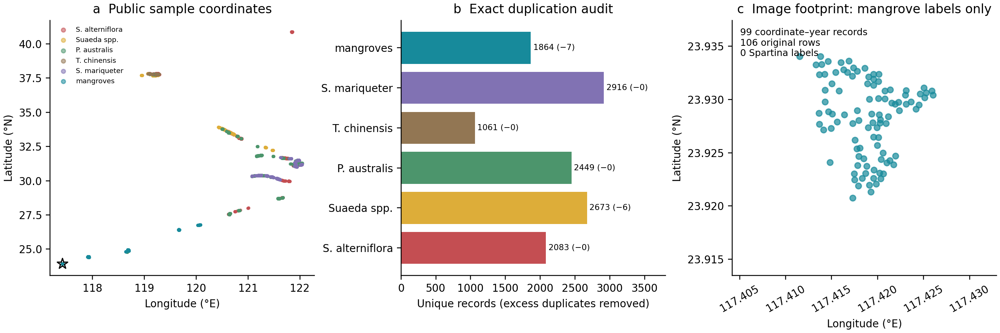 a  Public sample coordinates
S. alterniflora
Suaeda spp.
P. australis
T. chinensis
S. mariqueter
mangroves
40.0
37.5
35.0
32.5
30.0
27.5
25.0
Latitude (°N)
118 119 120 121 122
Longitude (°E)
b  Exact duplication audit
mangroves
1864 (−7)
S. mariqueter
2916 (−0)
T. chinensis
1061 (−0)
P. australis
2449 (−0)
Suaeda spp.
2673 (−6)
S. alterniflora
2083 (−0)
0 500 1000 1500 2000 2500 3000 3500
Unique records (excess duplicates removed)
c  Image footprint: mangrove labels only
99 coordinate–year records
106 original rows
0 Spartina labels
23.935
23.930
23.925
23.920
23.915
Latitude (°N)
117.405 117.410 117.415 117.420 117.425 117.430
Longitude (°E)